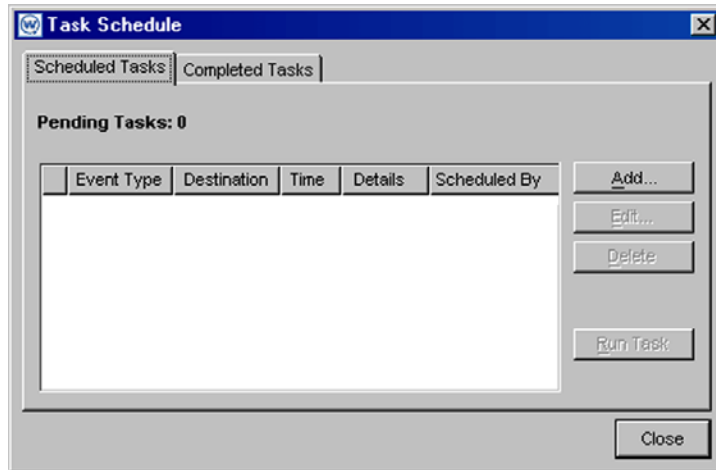 Task Schedule
Scheduled Tasks Completed Tasks
Pending Tasks: 0
Event Type Destination Time Details Scheduled By
Add...
Edit...
Delete
Run Task
Close